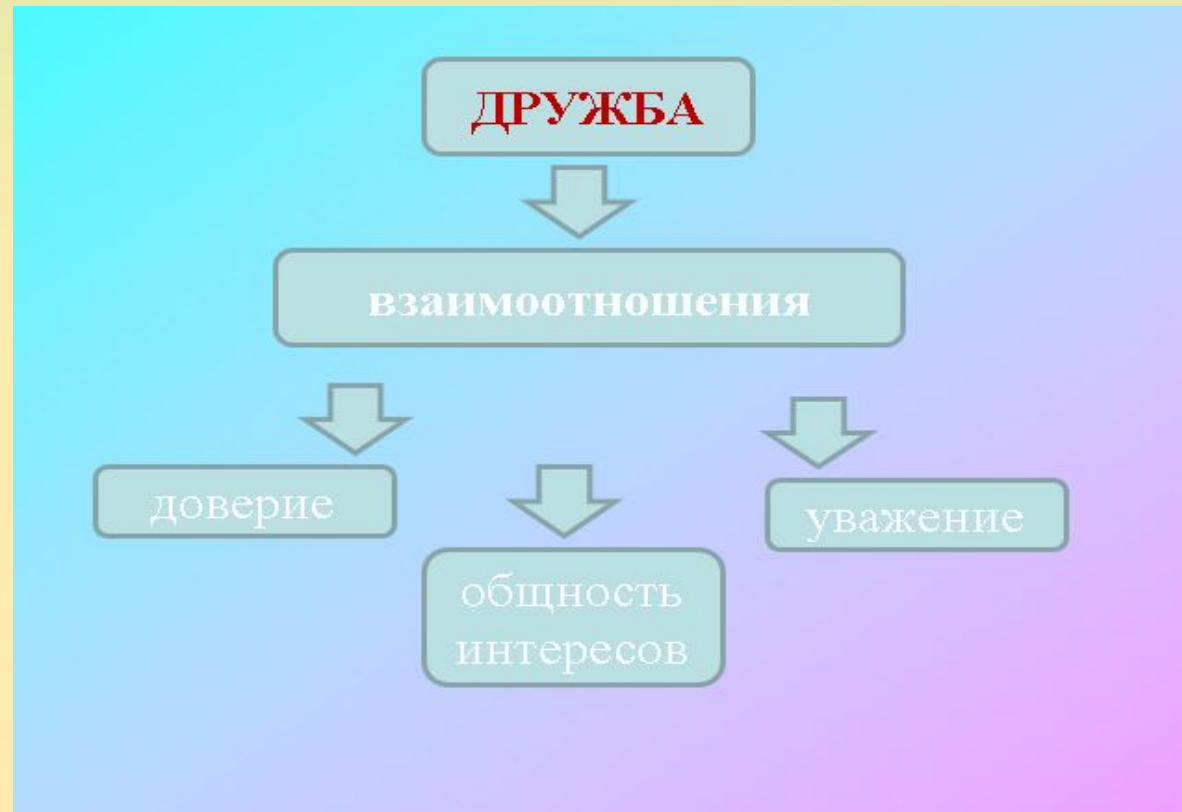 ДРУЖБА
взаимоотношения
доверие
уважение
общность
интересов